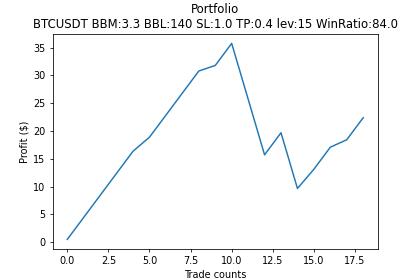 Portfolio
BTCUSDT BBM:3.3 BBL:140 SL:1.0 TP:0.4 lev:15 WinRatio:84.0
35
30
25
20
15
10
5
0
Profit ($)
0.0 2.5 5.0 7.5 10.0 12.5 15.0 17.5
Trade counts